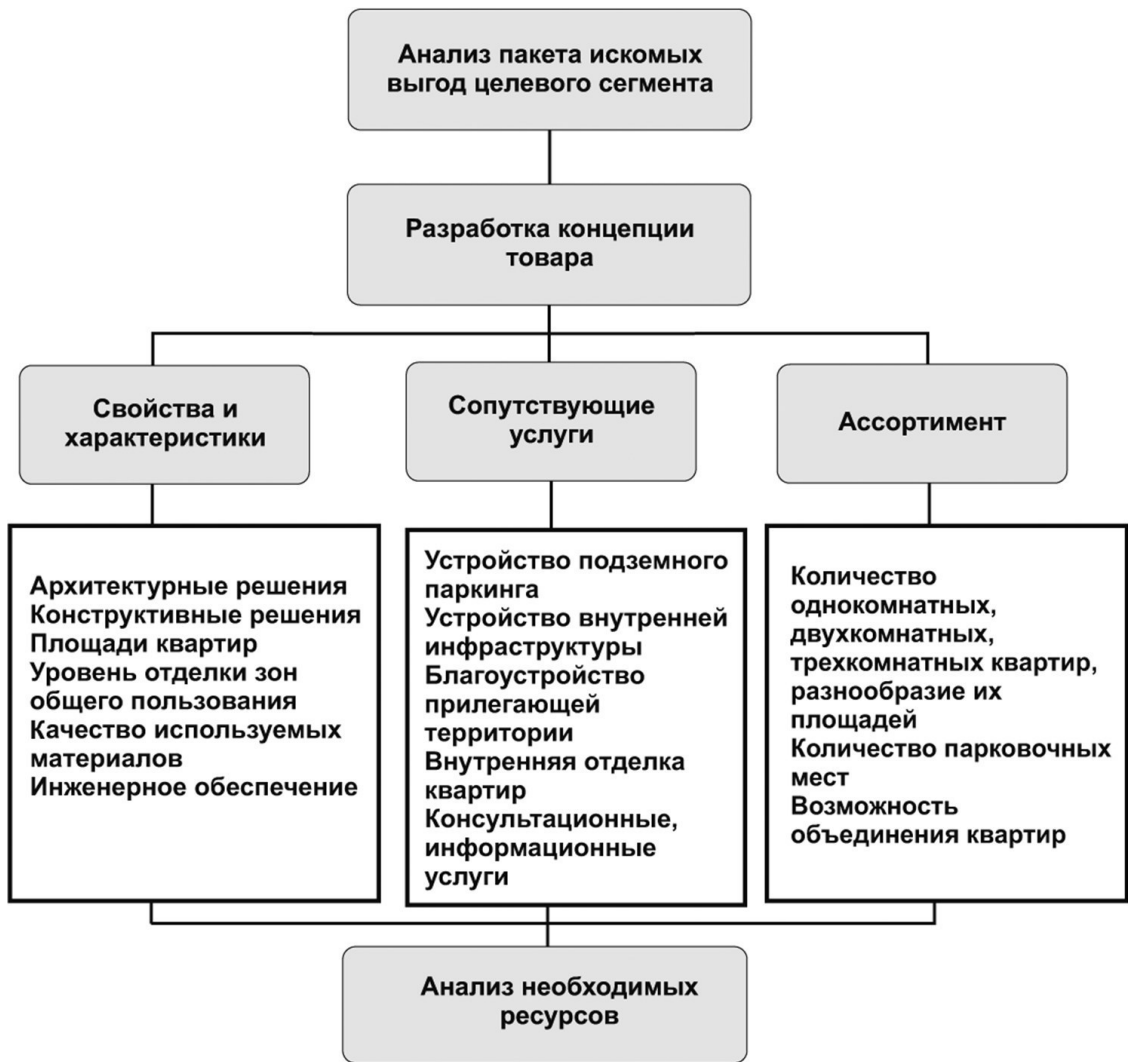 Анализ пакета искомых
выгод целевого сегмента
Разработка концепции
товара
Свойства и
характеристики
Сопутствующие
услуги
Ассортимент
Архитектурные решения
Конструктивные решения
Площади квартир
Уровень отделки зон
общего пользования
Качество используемых
материалов
Инженерное обеспечение
Устройство подземного
паркинга
Устройство внутренней
инфраструктуры
Благоустройство
прилегающей
территории
Внутренняя отделка
квартир
Консультационные,
информационные
услуги
Количество
однокомнатных,
двухкомнатных,
трехкомнатных квартир,
разнообразие их
площадей
Количество парковочных
мест
Возможность
объединения квартир
Анализ необходимых
ресурсов